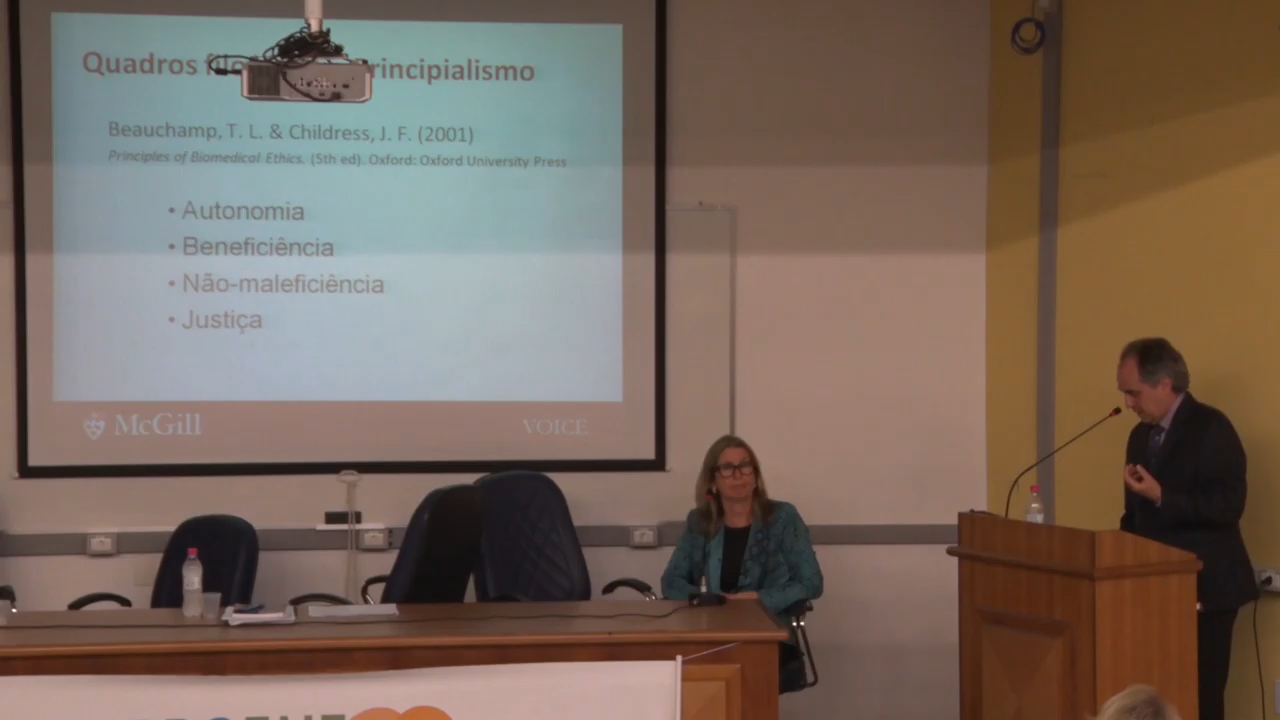 Quadros rincipialismo
Beauchamp, T. L. & Childress, J. F. (2001)
Principles of Biomedical Ethics. (5th ed). Oxford: Oxford University Press
• Autonomia
• Beneficiência
• Não-maleficiência
• Justiça
McGill
VOICE